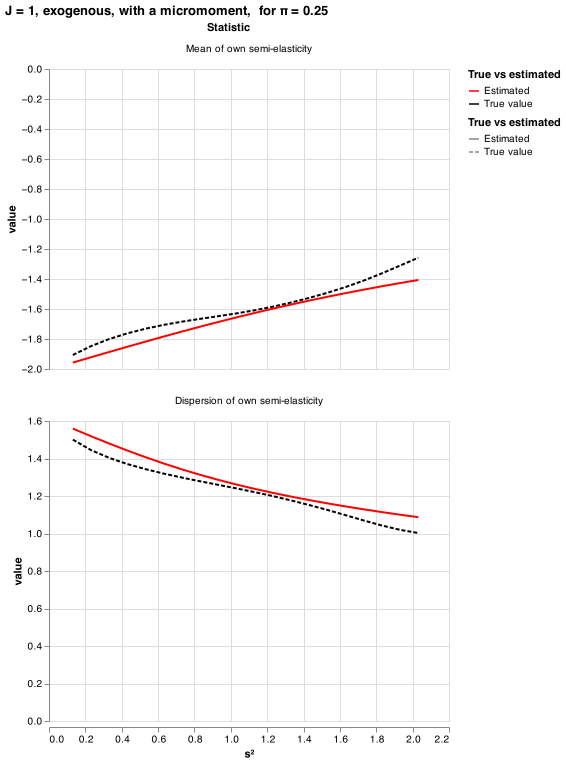 J = 1, exogenous, with a micromoment,  for π = 0.25
Statistic
Mean of own semi-elasticity
0.0
−0.2
−0.4
−0.6
−0.8
−1.0
−1.2
−1.4
−1.6
−1.8
−2.0
value
True vs estimated
Estimated
True value
True vs estimated
Estimated
True value
Dispersion of own semi-elasticity
1.6
1.4
1.2
1.0
0.8
0.6
0.4
0.2
0.0
value
0.0 0.2 0.4 0.6 0.8 1.0 1.2 1.4 1.6 1.8 2.0 2.2
s²